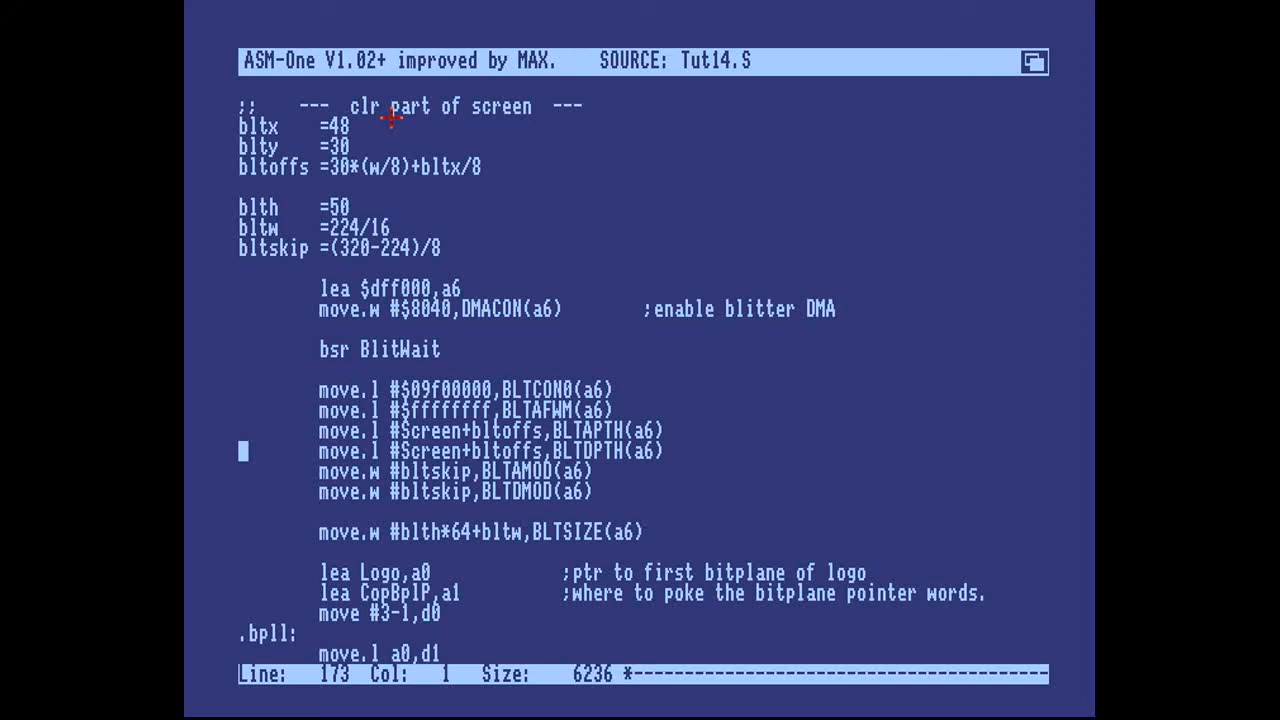 ASM-One V1.02+ improved by MAX.    SOURCE: Tut14.S
;;    ---  clr part of screen  ---
bltx    =48
blty    =30
bltoffs =30*(w/8)+bltx/8
blth    =50
bltw    =224/16
bltskip =(320-224)/8
lea $dff000,a6
move.w #$8040,DMACON(a6)        ;enable blitter DMA
bsr BlitWait
move.l #$09f00000,BLTCON0(a6)
move.l #$ffffffff,BLTAFWM(a6)
move.l #Screen+bltoffs,BLTAPTH(a6)
move.l #Screen+bltoffs,BLTDPTH(a6)
move.w #bltskip,BLTAMOD(a6)
move.w #bltskip,BLTDMOD(a6)
move.w #blth*64+bltw,BLTSIZE(a6)
lea Logo,a0             ;ptr to first bitplane of logo
lea CopBplP,a1          ;where to poke the bitplane pointer words.
move #3-1,d0
.bpll:
move.l a0,d1
Line:   173  Col:   1   Size:    6236 *-----------------------------------------